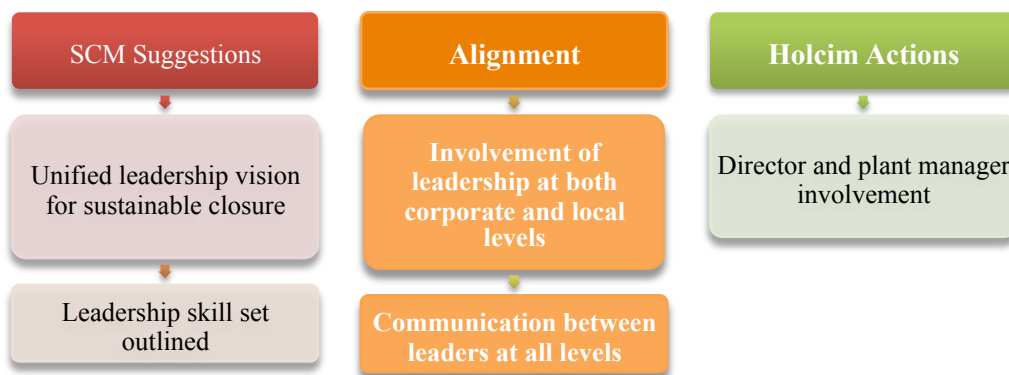 SCM Suggestions
Unified leadership vision
for sustainable closure
Leadership skill set
outlined
Alignment
Involvement of
leadership at both
corporate and local
levels
Communication between
leaders at all levels
Holcim Actions
Director and plant manager
involvement